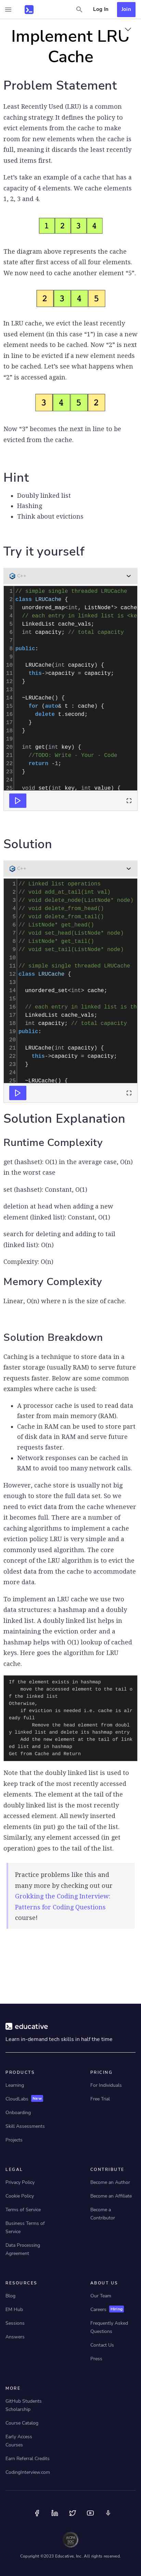 Log In
Join
Implement LRU
Cache
Problem Statement
Least Recently Used (LRU) is a common
caching strategy. It defines the policy to
evict elements from the cache to make
room for new elements when the cache is
full, meaning it discards the least recently
used items first.
Let's take an example of a cache that has a
capacity of 4 elements. We cache elements
1, 2, 3 and 4.
1 2 3 4
The diagram above represents the cache
state after first access of all four elements.
We now need to cache another element "5".
2 3 4 5
In LRU cache, we evict the least recently
used element (in this case "1") when a new
element needs to be cached. Now "2" is next
in line to be evicted if a new element needs
to be cached. Let's see what happens when
"2" is accessed again.
3 4 5 2
Now "3" becomes the next in line to be
evicted from the cache.
Hint
Doubly linked list
Hashing
Think about evictions
Try it yourself
C++
1 // simple single threaded LRUCache
2 class LRUCache {
3 unordered_map<int, ListNode*> cache
4 // each entry in linked list is <ke
5 LinkedList cache_vals;
6 int capacity; // total capacity
7
8 public:
9
10 LRUCache(int capacity) {
11 this->capacity = capacity;
12 }
13
14 ~LRUCache() {
15 for (auto& t : cache) {
16 delete t.second;
17 }
18 }
19
20 int get(int key) {
21 //TODO: Write - Your - Code
22 return -1;
23 }
24
25 void set(int key, int value) {
Solution
C++
1 // Linked list operations
2 // void add_at_tail(int val)
3 // void delete_node(ListNode* node)
4 // void delete_from_head()
5 // void delete_from_tail()
6 // ListNode* get_head()
7 // void set_head(ListNode* node)
8 // ListNode* get_tail()
9 // void set_tail(ListNode* node)
10
11 // simple single threaded LRUCache
12 class LRUCache {
13
14 unordered_set<int> cache;
15
16 // each entry in linked list is th
17 LinkedList cache_vals;
18 int capacity; // total capacity
19 public:
20
21 LRUCache(int capacity) {
22 this->capacity = capacity;
23 }
24
25 ~LRUCache() {
Solution Explanation
Runtime Complexity
get (hashset): O(1) in the average case, O(n)
in the worst case
set (hashset): Constant, O(1)
deletion at head when adding a new
element (linked list): Constant, O(1)
search for deleting and adding to tail
(linked list): O(n)
Complexity: O(n)
Memory Complexity
Linear, O(n) where n is the size of cache.
Solution Breakdown
Caching is a technique to store data in a
faster storage (usually RAM) to serve future
requests faster. Below are some common
examples where cache is used:
A processor cache is used to read data
faster from main memory (RAM).
Cache in RAM can be used to store part
of disk data in RAM and serve future
requests faster.
Network responses can be cached in
RAM to avoid too many network calls.
However, cache store is usually not big
enough to store the full data set. So we
need to evict data from the cache whenever
it becomes full. There are a number of
caching algorithms to implement a cache
eviction policy. LRU is very simple and a
commonly used algorithm. The core
concept of the LRU algorithm is to evict the
oldest data from the cache to accommodate
more data.
To implement an LRU cache we use two
data structures: a hashmap and a doubly
linked list. A doubly linked list helps in
maintaining the eviction order and a
hashmap helps with O(1) lookup of cached
keys. Here goes the algorithm for LRU
cache.
If the element exists in hashmap
move the accessed element to the tail o
f the linked list
Otherwise,
if eviction is needed i.e. cache is alr
eady full
Remove the head element from doubl
y linked list and delete its hashmap entry
Add the new element at the tail of link
ed list and in hashmap
Get from Cache and Return
Note that the doubly linked list is used to
keep track of the most recently accessed
elements. The element at the tail of the
doubly linked list is the most recently
accessed element. All newly inserted
elements (in put) go to the tail of the list.
Similarly, any element accessed (in get
operation) goes to the tail of the list.
Practice problems like this and
many more by checking out our
Grokking the Coding Interview:
Patterns for Coding Questions
course!
educative
Learn in-demand tech skills in half the time
PRODUCTS
PRICING
Learning
For Individuals
CloudLabs New
Free Trial
Onboarding
Skill Assessments
Projects
LEGAL
CONTRIBUTE
Privacy Policy
Become an Author
Cookie Policy
Become an Affiliate
Terms of Service
Become a
Contributor
Business Terms of
Service
Data Processing
Agreement
RESOURCES
ABOUT US
Blog
Our Team
EM Hub
Careers Hiring
Sessions
Frequently Asked
Questions
Answers
Contact Us
Press
MORE
GitHub Students
Scholarship
Course Catalog
Early Access
Courses
Earn Referral Credits
CodingInterview.com
Copyright ©2023 Educative, Inc. All rights reserved.